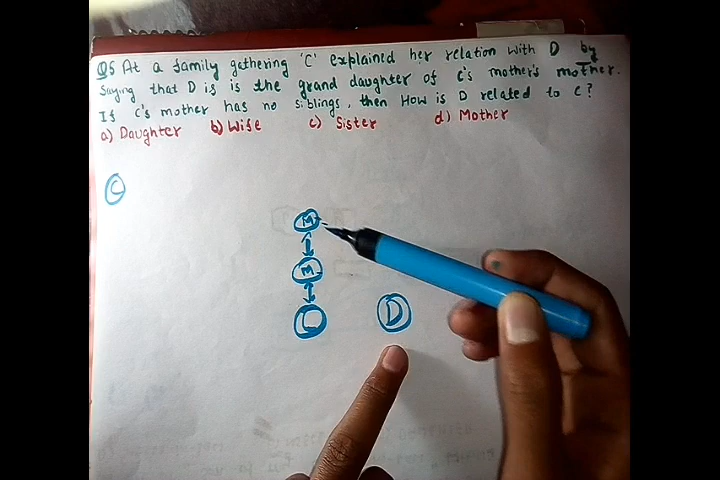 Q5 At a family gathering 'C' explained her relation with D by
saying that D is is the grand daughter of c's mother's mother.
If c's mother has no siblings, then How is D related to c?
a) Daughter b) Wife c) Sister d) Mother
C
M
M
C D